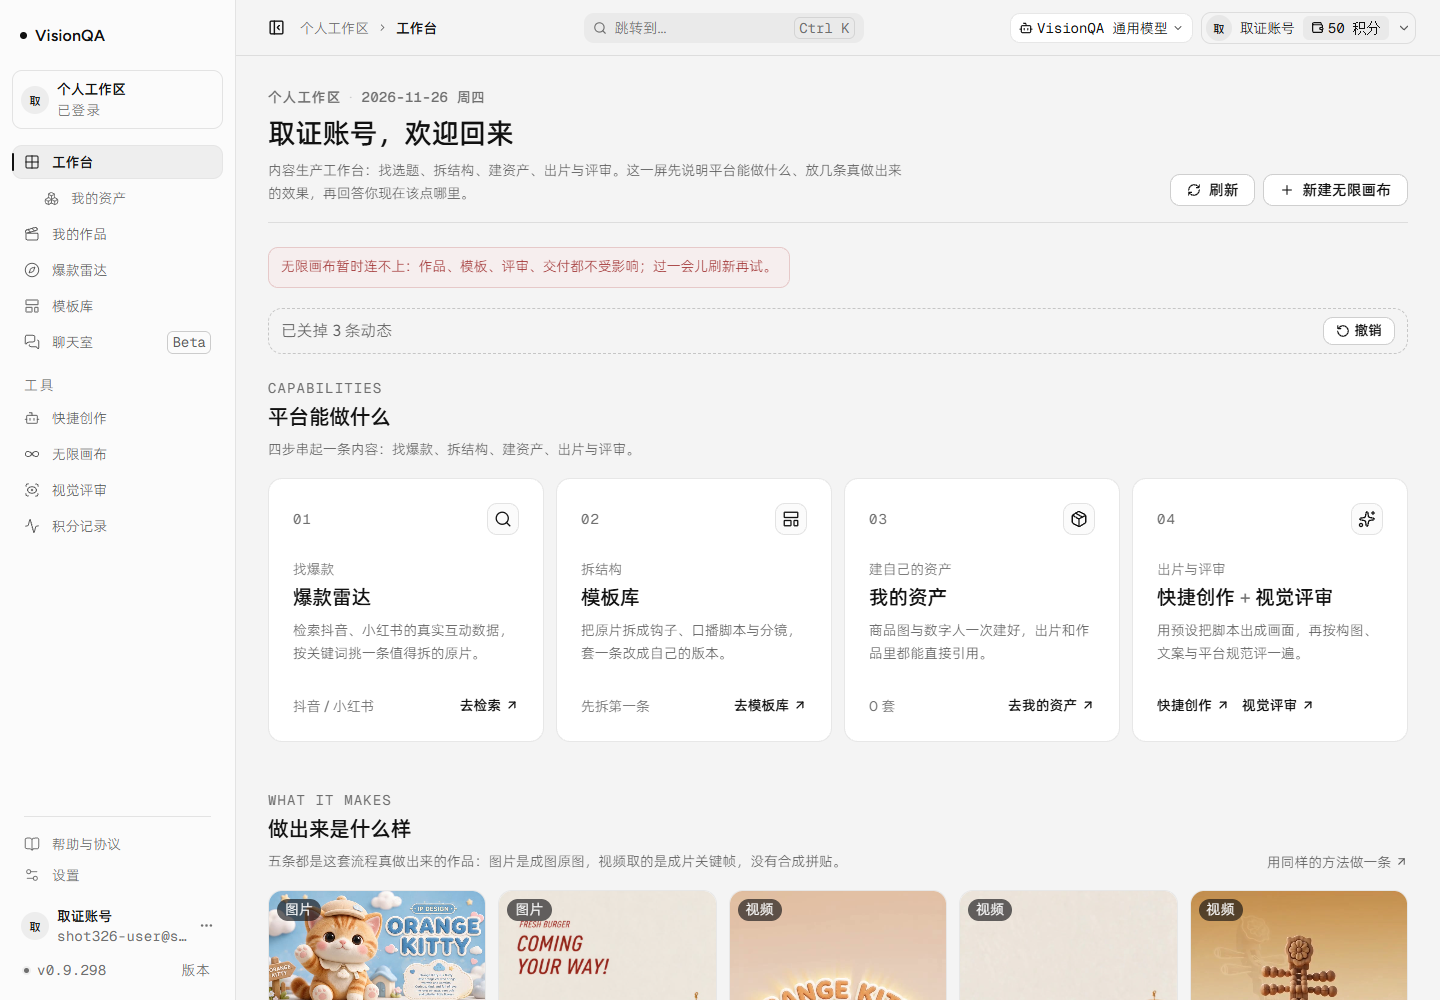 VisionQA
取 个人工作区
已登录
工作台
我的资产
我的作品
爆款雷达
模板库
聊天室 Beta
工具
快捷创作
无限画布
视觉评审
积分记录
帮助与协议
设置
取 取证账号
shot326-user@s… ···
v0.9.298 版本
个人工作区 › 工作台
跳转到… Ctrl K
VisionQA 通用模型
取 取证账号 50 积分
个人工作区 · 2026-11-26 周四
取证账号，欢迎回来
内容生产工作台：找选题、拆结构、建资产、出片与评审。这一屏先说明平台能做什么、放几条真做出来
的效果，再回答你现在该点哪里。
刷新
新建无限画布
无限画布暂时连不上：作品、模板、评审、交付都不受影响；过一会儿刷新再试。
已关掉 3 条动态
撤销
CAPABILITIES
平台能做什么
四步串起一条内容：找爆款、拆结构、建资产、出片与评审。
01
找爆款
爆款雷达
检索抖音、小红书的真实互动数据，
按关键词挑一条值得拆的原片。
抖音 / 小红书 去检索
02
拆结构
模板库
把原片拆成钩子、口播脚本与分镜，
套一条改成自己的版本。
先拆第一条 去模板库
03
建自己的资产
我的资产
商品图与数字人一次建好，出片和作
品里都能直接引用。
0 套 去我的资产
04
出片与评审
快捷创作 + 视觉评审
用预设把脚本出成画面，再按构图、
文案与平台规范评一遍。
快捷创作 视觉评审
WHAT IT MAKES
做出来是什么样
五条都是这套流程真做出来的作品：图片是成图原图，视频取的是成片关键帧，没有合成拼贴。
用同样的方法做一条
图片
IP DESIGN
ORANGE
KITTY
图片
FRESH BURGER
COMING
YOUR WAY!
视频
ORANGE KITTY
视频
视频